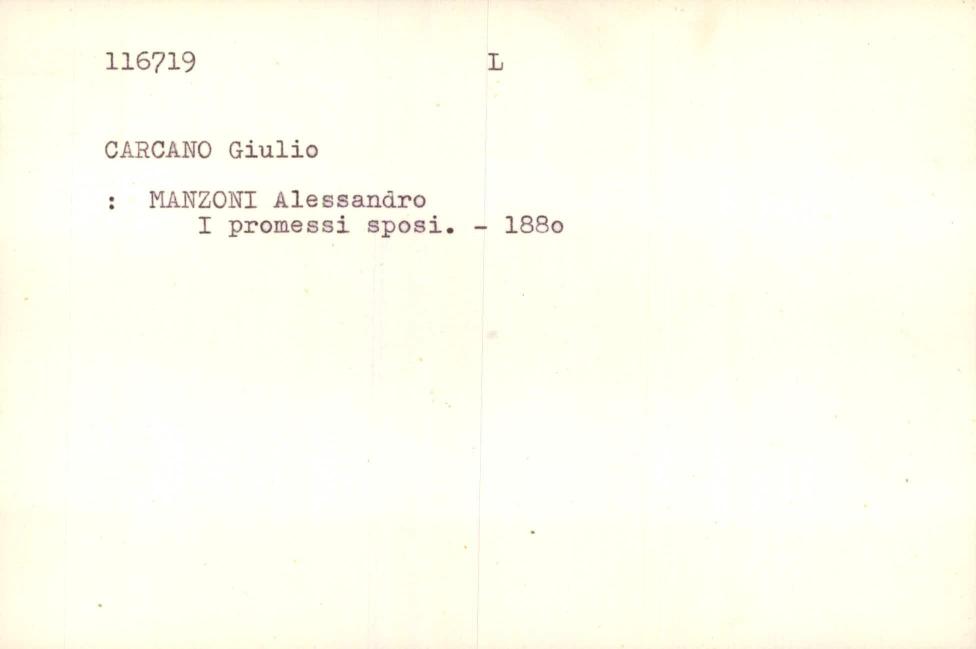 116719 L
CARCANO Giulio
: MANZONI Alessandro
I promessi sposi. - 188o